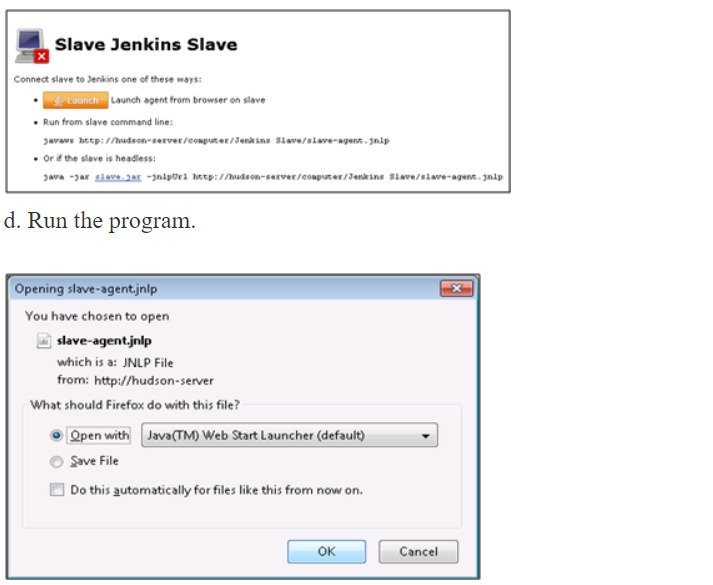 Slave Jenkins Slave
Connect slave to Jenkins one of these ways:
• Launch Launch agent from browser on slave
• Run from slave command line:
javaws http://hudson-server/computer/Jenkins Slave/slave-agent.jnlp
• Or if the slave is headless:
java -jar slave.jar -jnlpUrl http://hudson-server/computer/Jenkins Slave/slave-agent.jnlp
d. Run the program.
Opening slave-agent.jnlp
You have chosen to open
slave-agent.jnlp
which is a: JNLP File
from: http://hudson-server
What should Firefox do with this file?
Open with Java(TM) Web Start Launcher (default)
Save File
Do this automatically for files like this from now on.
OK Cancel